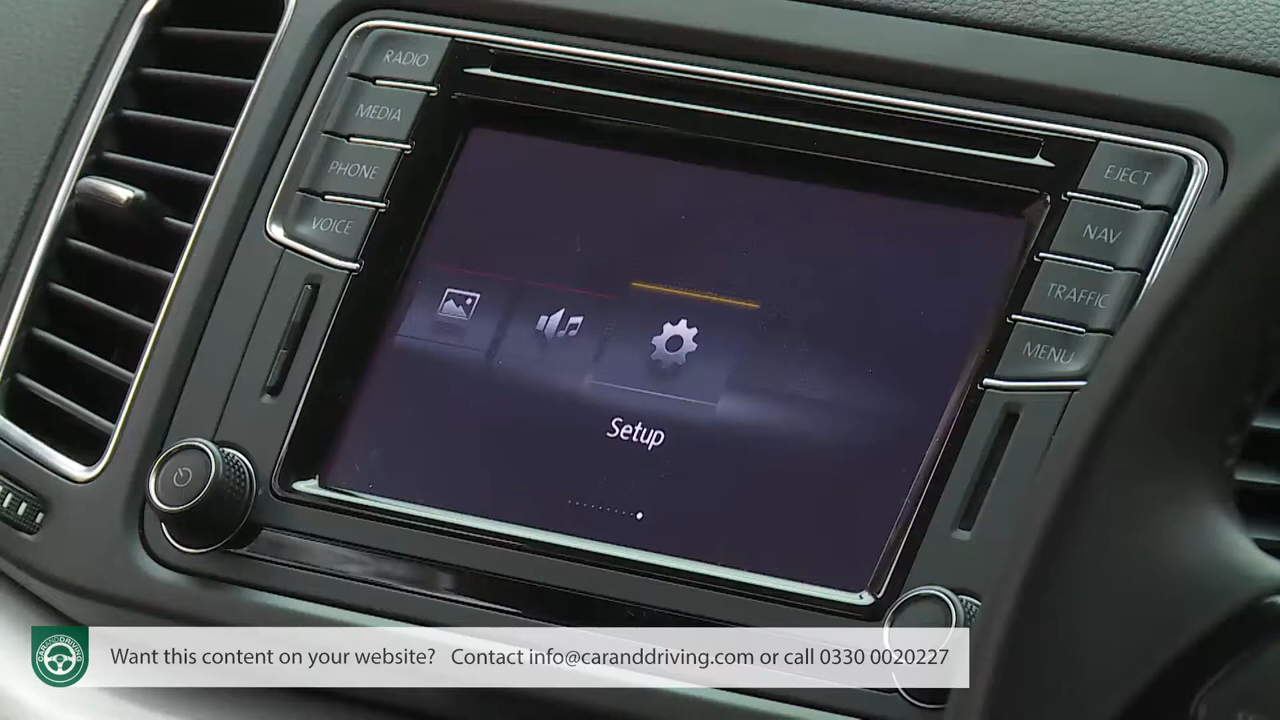 RADIO
MEDIA
PHONE
VOICE
EJECT
NAV
TRAFFIC
MENU
Setup
CARANDDRIVING
Want this content on your website? Contact info@caranddriving.com or call 0330 0020227